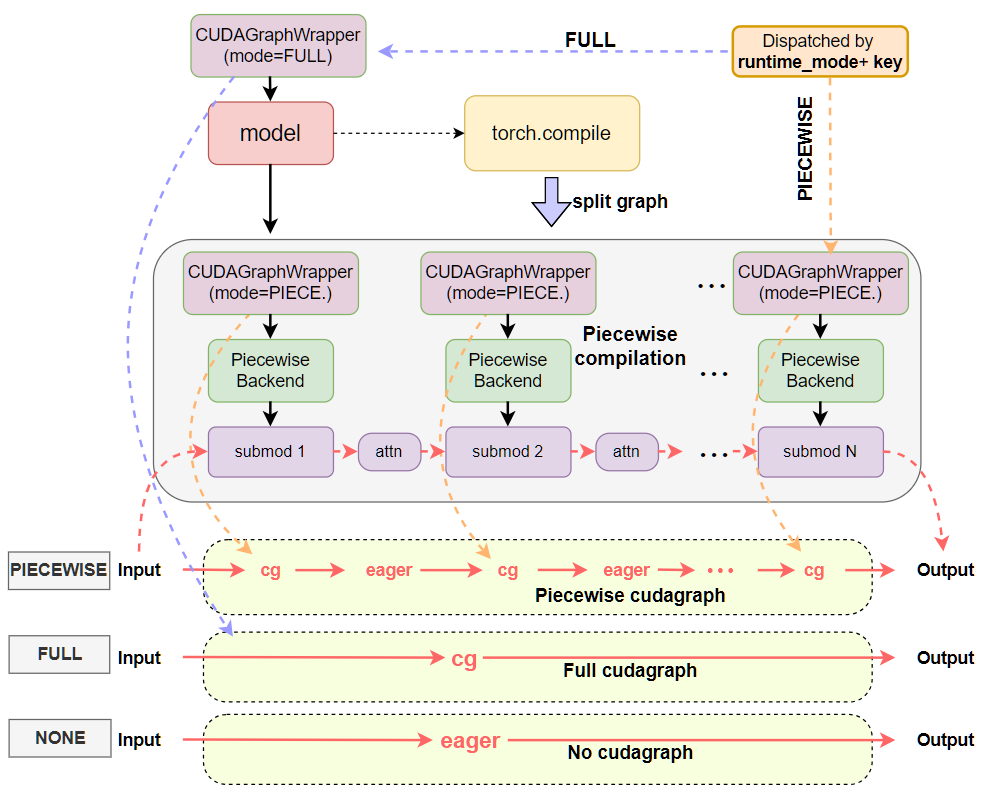 CUDAGraphWrapper
(mode=FULL)
FULL
Dispatched by
runtime_mode+ key
model
torch.compile
PIECEWISE
split graph
CUDAGraphWrapper
(mode=PIECE.)
CUDAGraphWrapper
(mode=PIECE.)
...
CUDAGraphWrapper
(mode=PIECE.)
Piecewise
compilation
Piecewise
Backend
Piecewise
Backend
...
Piecewise
Backend
submod 1
attn
submod 2
attn
...
submod N
PIECEWISE
Input
cg
eager
cg
eager
...
cg
Output
Piecewise cudagraph
FULL
Input
cg
Output
Full cudagraph
NONE
Input
eager
Output
No cudagraph